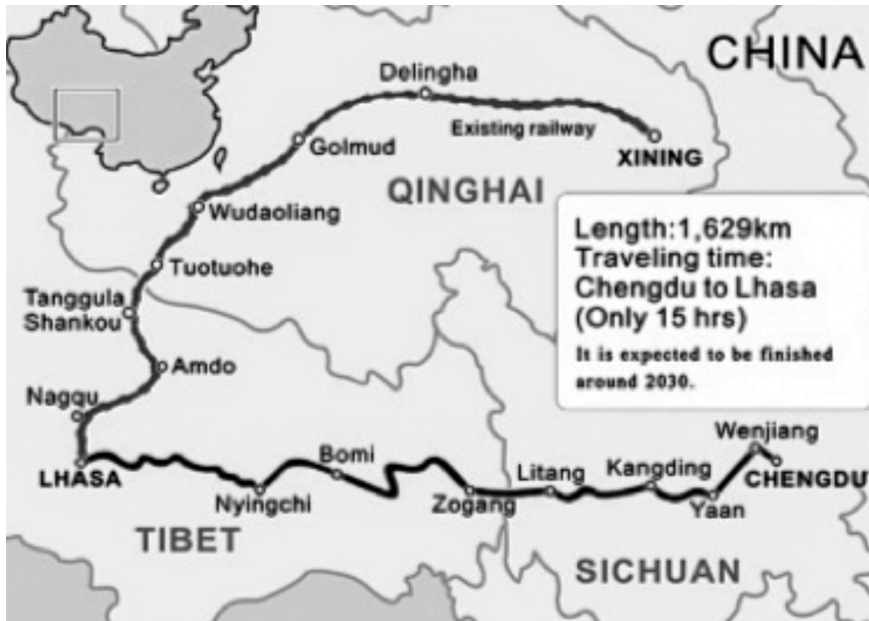 CHINA
Delingha
Existing railway
XINING
Golmud
QINGHAI
Wudaoliang
Length:1,629km
Traveling time:
Chengdu to Lhasa
(Only 15 hrs)
It is expected to be finished
around 2030.
Tuotuohe
Tanggula
Shankou
Amdo
Nagqu
LHASA
Nyingchi
Bomi
Zogang
Litang
Kangding
Yaan
Wenjiang
CHENGDU
TIBET
SICHUAN